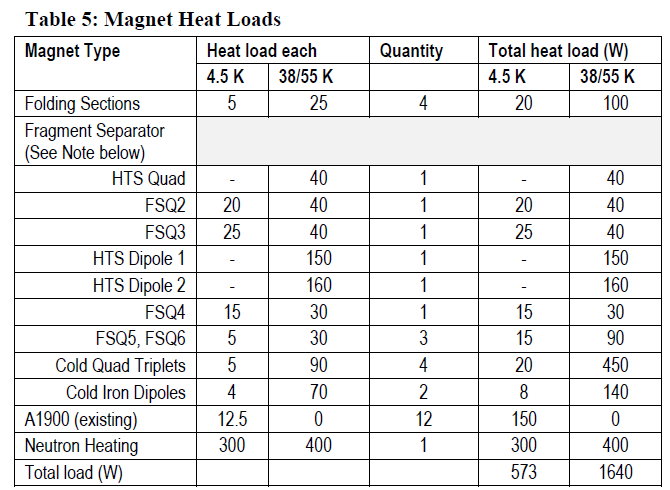 Table 5: Magnet Heat Loads
Magnet Type Heat load each Quantity Total heat load (W)
4.5 K 38/55 K 4.5 K 38/55 K
Folding Sections 5 25 4 20 100
Fragment Separator
(See Note below)
HTS Quad - 40 1 - 40
FSQ2 20 40 1 20 40
FSQ3 25 40 1 25 40
HTS Dipole 1 - 150 1 - 150
HTS Dipole 2 - 160 1 - 160
FSQ4 15 30 1 15 30
FSQ5, FSQ6 5 30 3 15 90
Cold Quad Triplets 5 90 4 20 450
Cold Iron Dipoles 4 70 2 8 140
A1900 (existing) 12.5 0 12 150 0
Neutron Heating 300 400 1 300 400
Total load (W) 573 1640